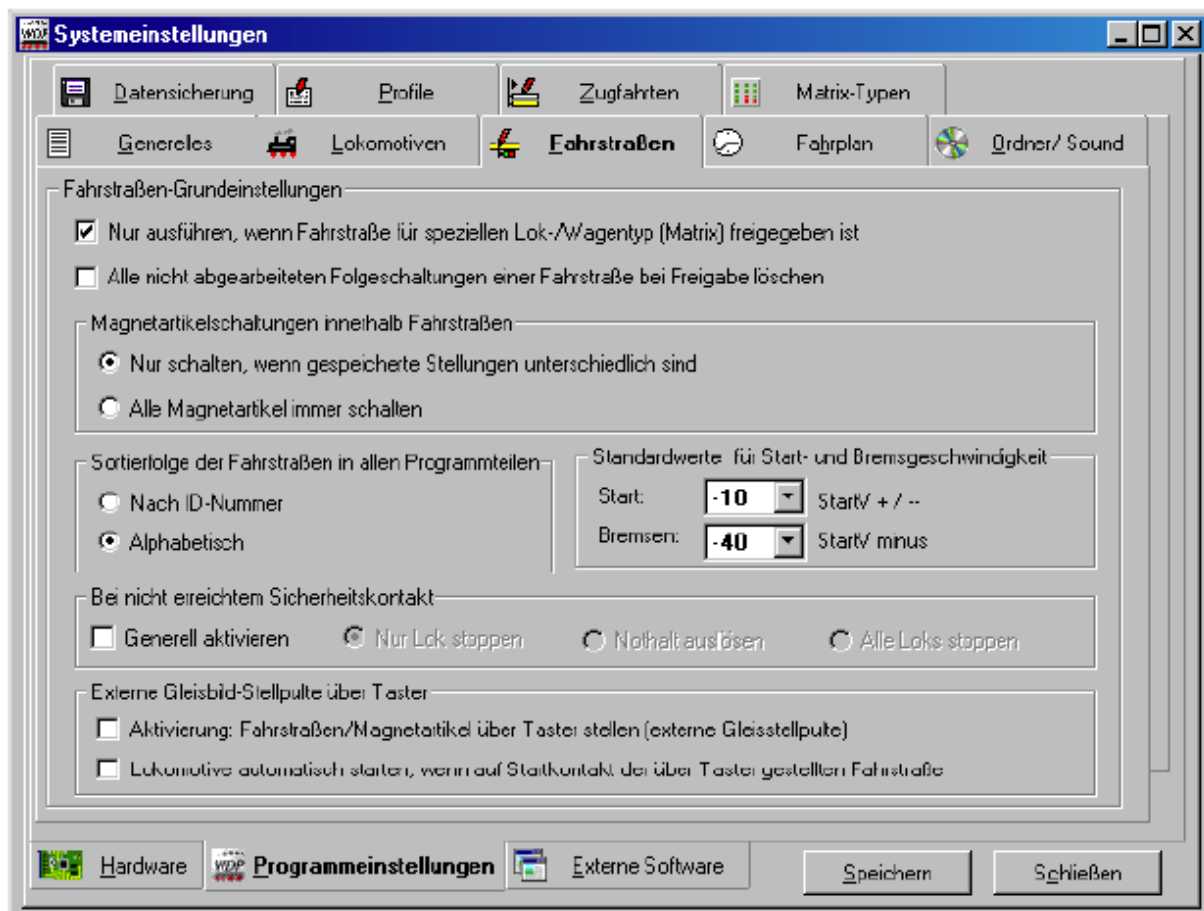 Systemeinstellungen
Datensicherung Profile Zugfahrten Matrix-Typen
Generelles Lokomotiven Fahrstraßen Fahrplan Ordner/ Sound
Fahrstraßen-Grundeinstellungen
Nur ausführen, wenn Fahrstraße für speziellen Lok-/Wagentyp (Matrix) freigegeben ist
Alle nicht abgearbeiteten Folgeschaltungen einer Fahrstraße bei Freigabe löschen
Magnetartikelschaltungen innerhalb Fahrstraßen
Nur schalten, wenn gespeicherte Stellungen unterschiedlich sind
Alle Magnetartikel immer schalten
Sortierfolge der Fahrstraßen in allen Programmteilen
Nach ID-Nummer
Alphabetisch
Standardwerte für Start- und Bremsgeschwindigkeit
Start: -10 StartV + / --
Bremsen: -40 StartV minus
Bei nicht erreichtem Sicherheitskontakt
Generell aktivieren Nur Lok stoppen Nothalt auslösen Alle Loks stoppen
Externe Gleisbild-Stellpulte über Taster
Aktivierung: Fahrstraßen/Magnetartikel über Taster stellen (externe Gleisstellpulte)
Lokomotive automatisch starten, wenn auf Startkontakt der über Taster gestellten Fahrstraße
Hardware WDP Programmeinstellungen Externe Software Speichern Schließen